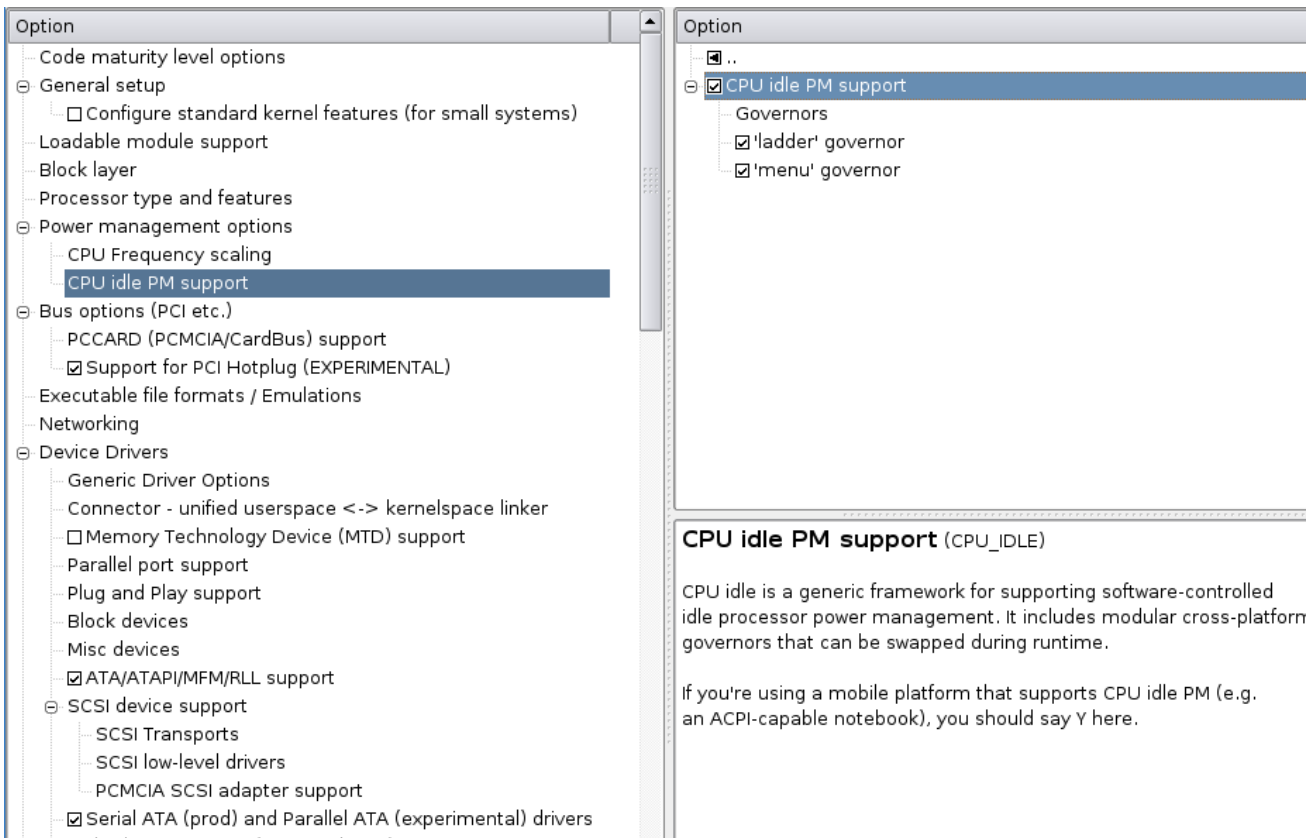 Option
Code maturity level options
General setup
Configure standard kernel features (for small systems)
Loadable module support
Block layer
Processor type and features
Power management options
CPU Frequency scaling
CPU idle PM support
Bus options (PCI etc.)
PCCARD (PCMCIA/CardBus) support
Support for PCI Hotplug (EXPERIMENTAL)
Executable file formats / Emulations
Networking
Device Drivers
Generic Driver Options
Connector - unified userspace <-> kernelspace linker
Memory Technology Device (MTD) support
Parallel port support
Plug and Play support
Block devices
Misc devices
ATA/ATAPI/MFM/RLL support
SCSI device support
SCSI Transports
SCSI low-level drivers
PCMCIA SCSI adapter support
Serial ATA (prod) and Parallel ATA (experimental) drivers
Option
..
CPU idle PM support
Governors
'ladder' governor
'menu' governor
CPU idle PM support (CPU_IDLE)
CPU idle is a generic framework for supporting software-controlled
idle processor power management. It includes modular cross-platform
governors that can be swapped during runtime.
If you're using a mobile platform that supports CPU idle PM (e.g.
an ACPI-capable notebook), you should say Y here.